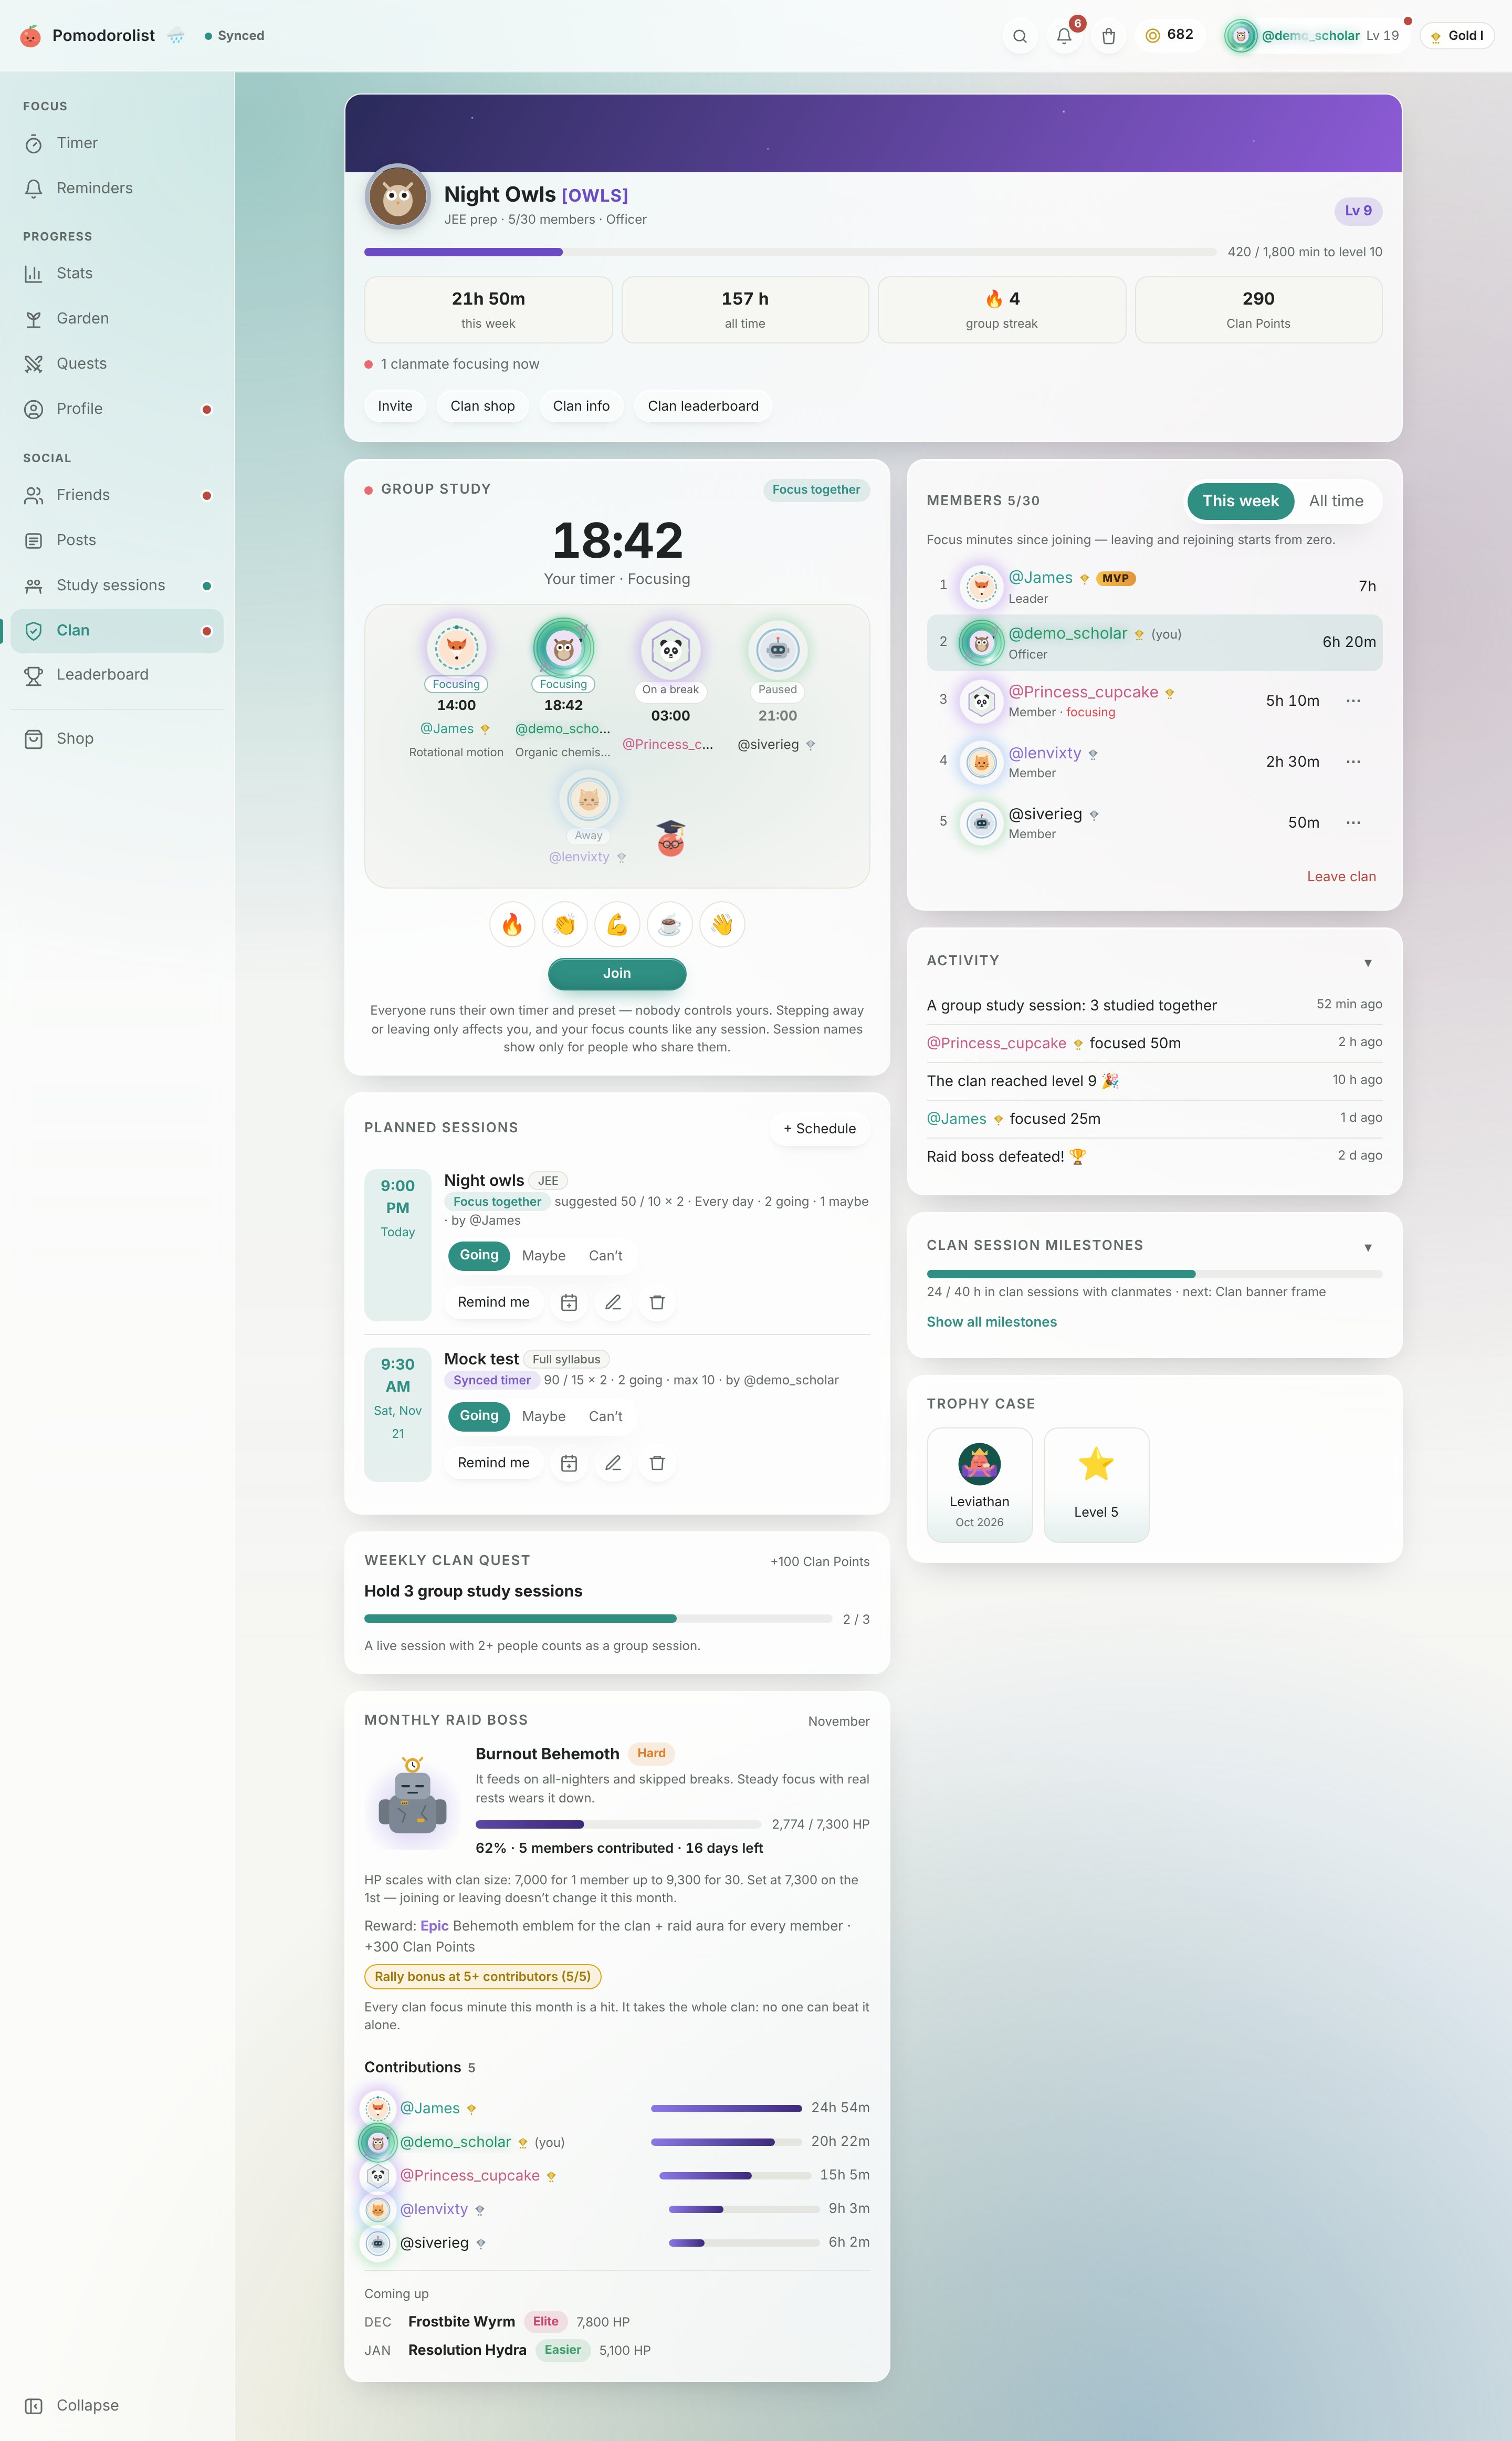 Pomodorolist
Synced
6
682
@demo_scholar Lv 19
Gold I
FOCUS
Timer
Reminders
PROGRESS
Stats
Garden
Quests
Profile
SOCIAL
Friends
Posts
Study sessions
Clan
Leaderboard
Shop
Collapse
Night Owls [OWLS]
JEE prep · 5/30 members · Officer
Lv 9
420 / 1,800 min to level 10
21h 50m
this week
157 h
all time
🔥 4
group streak
290
Clan Points
1 clanmate focusing now
Invite
Clan shop
Clan info
Clan leaderboard
GROUP STUDY
Focus together
18:42
Your timer · Focusing
Focusing
14:00
@James
Rotational motion
Focusing
18:42
@demo_scho...
Organic chemis...
On a break
03:00
@Princess_c...
Paused
21:00
@siverieg
Away
@lenvixty
Join
Everyone runs their own timer and preset — nobody controls yours. Stepping away
or leaving only affects you, and your focus counts like any session. Session names
show only for people who share them.
PLANNED SESSIONS
+ Schedule
9:00
PM
Today
Night owls JEE
Focus together suggested 50 / 10 × 2 · Every day · 2 going · 1 maybe
· by @James
Going
Maybe
Can't
Remind me
9:30
AM
Sat, Nov
21
Mock test Full syllabus
Synced timer 90 / 15 × 2 · 2 going · max 10 · by @demo_scholar
Going
Maybe
Can't
Remind me
WEEKLY CLAN QUEST
+100 Clan Points
Hold 3 group study sessions
2 / 3
A live session with 2+ people counts as a group session.
MONTHLY RAID BOSS
November
Burnout Behemoth Hard
It feeds on all-nighters and skipped breaks. Steady focus with real
rests wears it down.
2,774 / 7,300 HP
62% · 5 members contributed · 16 days left
HP scales with clan size: 7,000 for 1 member up to 9,300 for 30. Set at 7,300 on the
1st — joining or leaving doesn't change it this month.
Reward: Epic Behemoth emblem for the clan + raid aura for every member ·
+300 Clan Points
Rally bonus at 5+ contributors (5/5)
Every clan focus minute this month is a hit. It takes the whole clan: no one can beat it
alone.
Contributions 5
@James
24h 54m
@demo_scholar (you)
20h 22m
@Princess_cupcake
15h 5m
@lenvixty
9h 3m
@siverieg
6h 2m
Coming up
DEC Frostbite Wyrm Elite 7,800 HP
JAN Resolution Hydra Easier 5,100 HP
MEMBERS 5/30
This week
All time
Focus minutes since joining — leaving and rejoining starts from zero.
1
@James MVP
Leader
7h
2
@demo_scholar (you)
Officer
6h 20m
3
@Princess_cupcake
Member · focusing
5h 10m
4
@lenvixty
Member
2h 30m
5
@siverieg
Member
50m
Leave clan
ACTIVITY
A group study session: 3 studied together
52 min ago
@Princess_cupcake focused 50m
2 h ago
The clan reached level 9 🎉
10 h ago
@James focused 25m
1 d ago
Raid boss defeated! 🏆
2 d ago
CLAN SESSION MILESTONES
24 / 40 h in clan sessions with clanmates · next: Clan banner frame
Show all milestones
TROPHY CASE
Leviathan
Oct 2026
Level 5